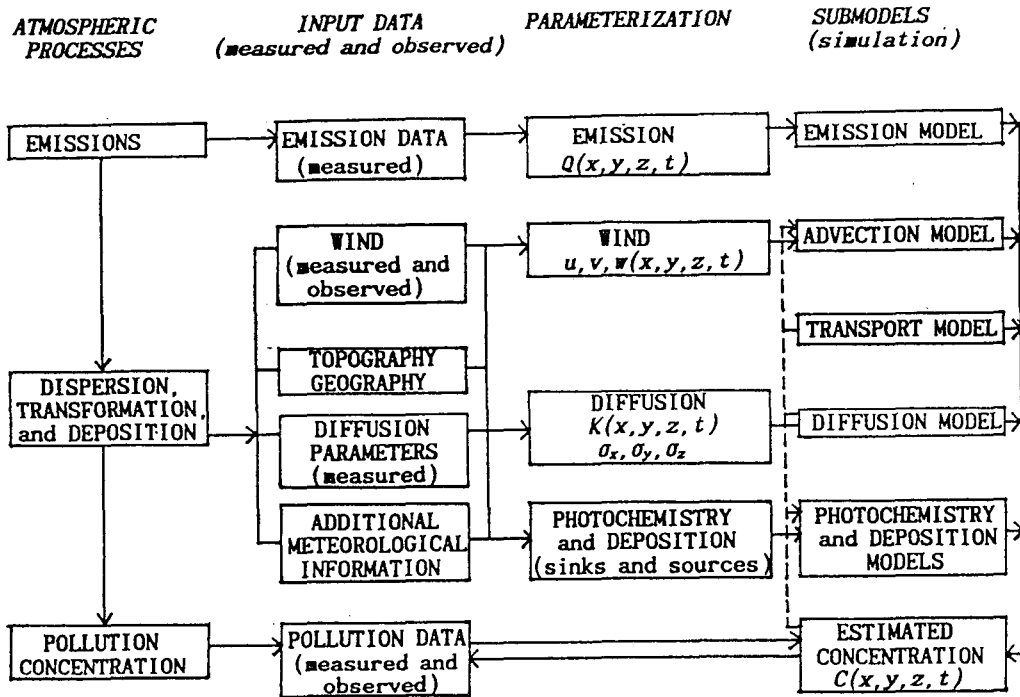 ATMOSPHERIC
PROCESSES
INPUT DATA
(measured and observed)
PARAMETERIZATION
SUBMODELS
(simulation)
EMISSIONS
EMISSION DATA
(measured)
EMISSION
Q(x,y,z,t)
EMISSION MODEL
WIND
(measured and
observed)
WIND
u,v,w(x,y,z,t)
ADVECTION MODEL
TRANSPORT MODEL
TOPOGRAPHY
GEOGRAPHY
DISPERSION,
TRANSFORMATION,
and DEPOSITION
DIFFUSION
PARAMETERS
(measured)
DIFFUSION
K(x,y,z,t)
σx,σy,σz
DIFFUSION MODEL
ADDITIONAL
METEOROLOGICAL
INFORMATION
PHOTOCHEMISTRY
and DEPOSITION
(sinks and sources)
PHOTOCHEMISTRY
and DEPOSITION
MODELS
POLLUTION
CONCENTRATION
POLLUTION DATA
(measured and
observed)
ESTIMATED
CONCENTRATION
C(x,y,z,t)